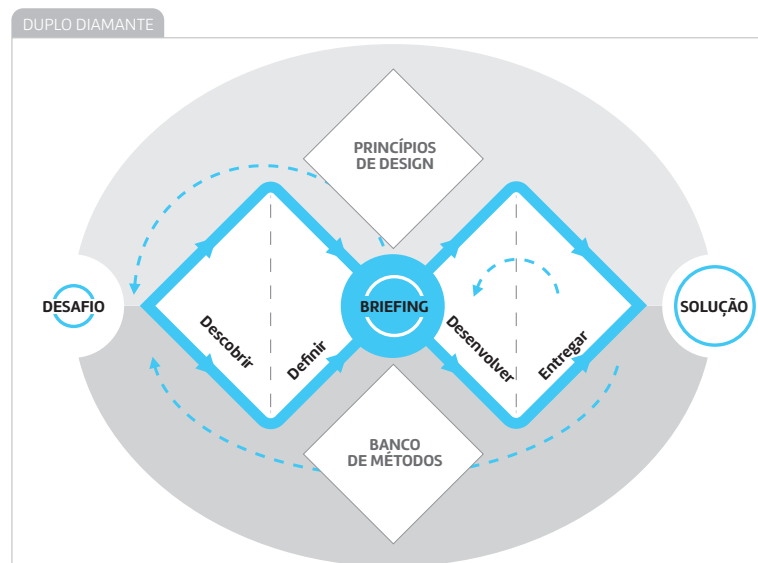 DUPLO DIAMANTE
PRINCÍPIOS
DE DESIGN
DESAFIO
Descobrir
Definir
BRIEFING
Desenvolver
Entregar
SOLUÇÃO
BANCO
DE MÉTODOS